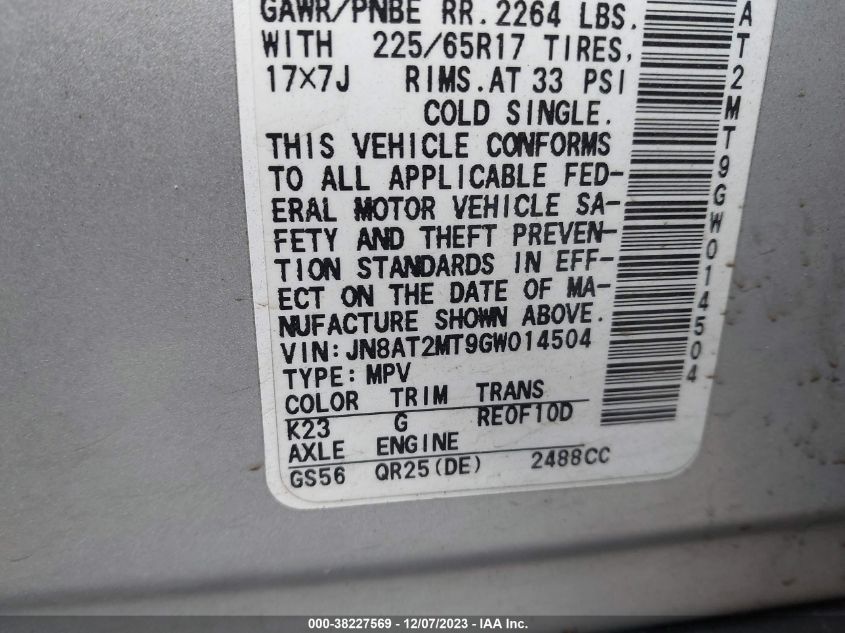 GAWR/PNBE RR. 2264 LBS.
WITH 225/65R17 TIRES,
17×7J RIMS. AT 33 PSI
COLD SINGLE.
THIS VEHICLE CONFORMS
TO ALL APPLICABLE FED-
ERAL MOTOR VEHICLE SA-
FETY AND THEFT PREVEN-
TION STANDARDS IN EFF-
ECT ON THE DATE OF MA-
NUFACTURE SHOWN ABOVE.
VIN: JN8AT2MT9GW014504
TYPE: MPV
COLOR TRIM TRANS
K23 G RE0F10D
AXLE ENGINE
GS56 QR25(DE) 2488CC
AT2MT9GW014504
000-38227569 - 12/07/2023 - IAA Inc.